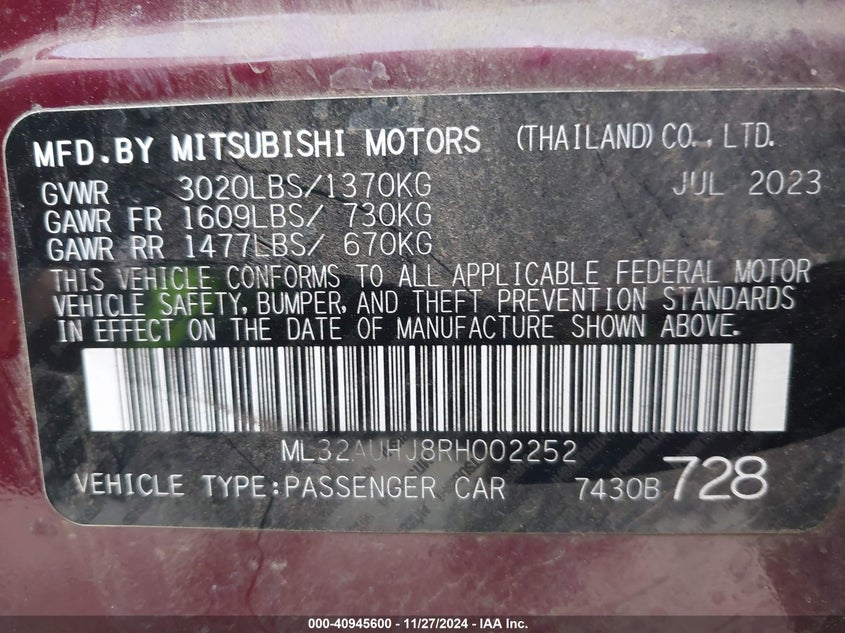 MFD.BY MITSUBISHI MOTORS (THAILAND) CO., LTD.
GVWR 3020LBS/1370KG JUL 2023
GAWR FR 1609LBS/ 730KG
GAWR RR 1477LBS/ 670KG
THIS VEHICLE CONFORMS TO ALL APPLICABLE FEDERAL MOTOR
VEHICLE SAFETY, BUMPER, AND THEFT PREVENTION STANDARDS
IN EFFECT ON THE DATE OF MANUFACTURE SHOWN ABOVE.
ML32AUHJ8RH002252
VEHICLE TYPE:PASSENGER CAR 7430B 728
000-40945600 - 11/27/2024 - IAA Inc.